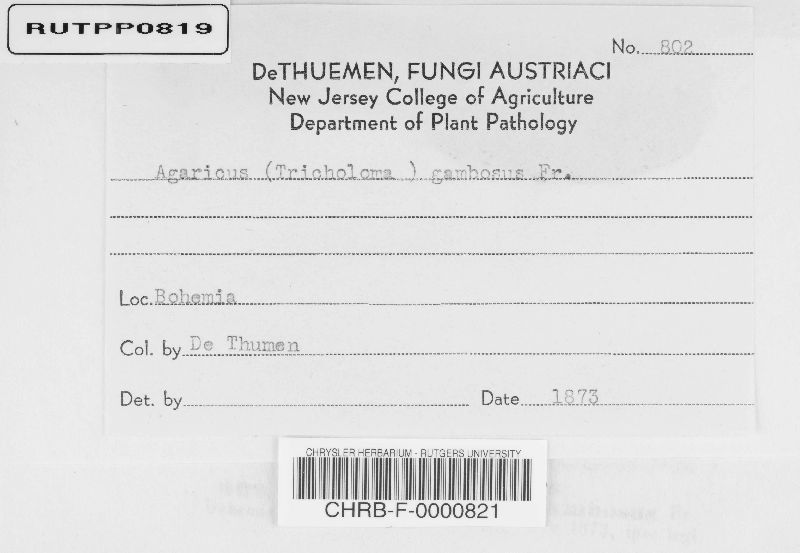 RUTPP0819
No. 802
DeTHUEMEN, FUNGI AUSTRIACI
New Jersey College of Agriculture
Department of Plant Pathology
Agaricus (Tricholoma ) gambosus Fr.
Loc. Bohemia
Col. by De Thumen
Det. by Date 1873
CHRYSLER HERBARIUM - RUTGERS UNIVERSITY
CHRB-F-0000821